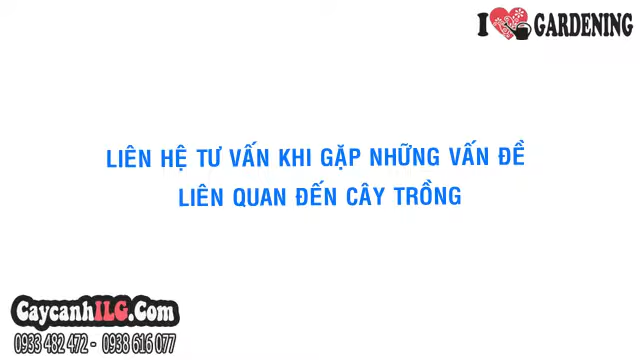 I GARDENING
LIÊN HỆ TƯ VẤN KHI GẶP NHỮNG VẤN ĐỀ
LIÊN QUAN ĐẾN CÂY TRỒNG
CaycanhILG.Com
0933 482 472 - 0938 616 077